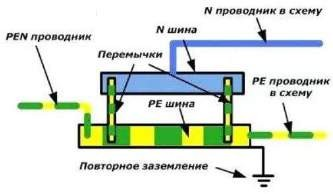 N проводник в схему
N шина
PEN проводник
Перемычки
PE проводник
в схему
PE шина
Повторное заземление